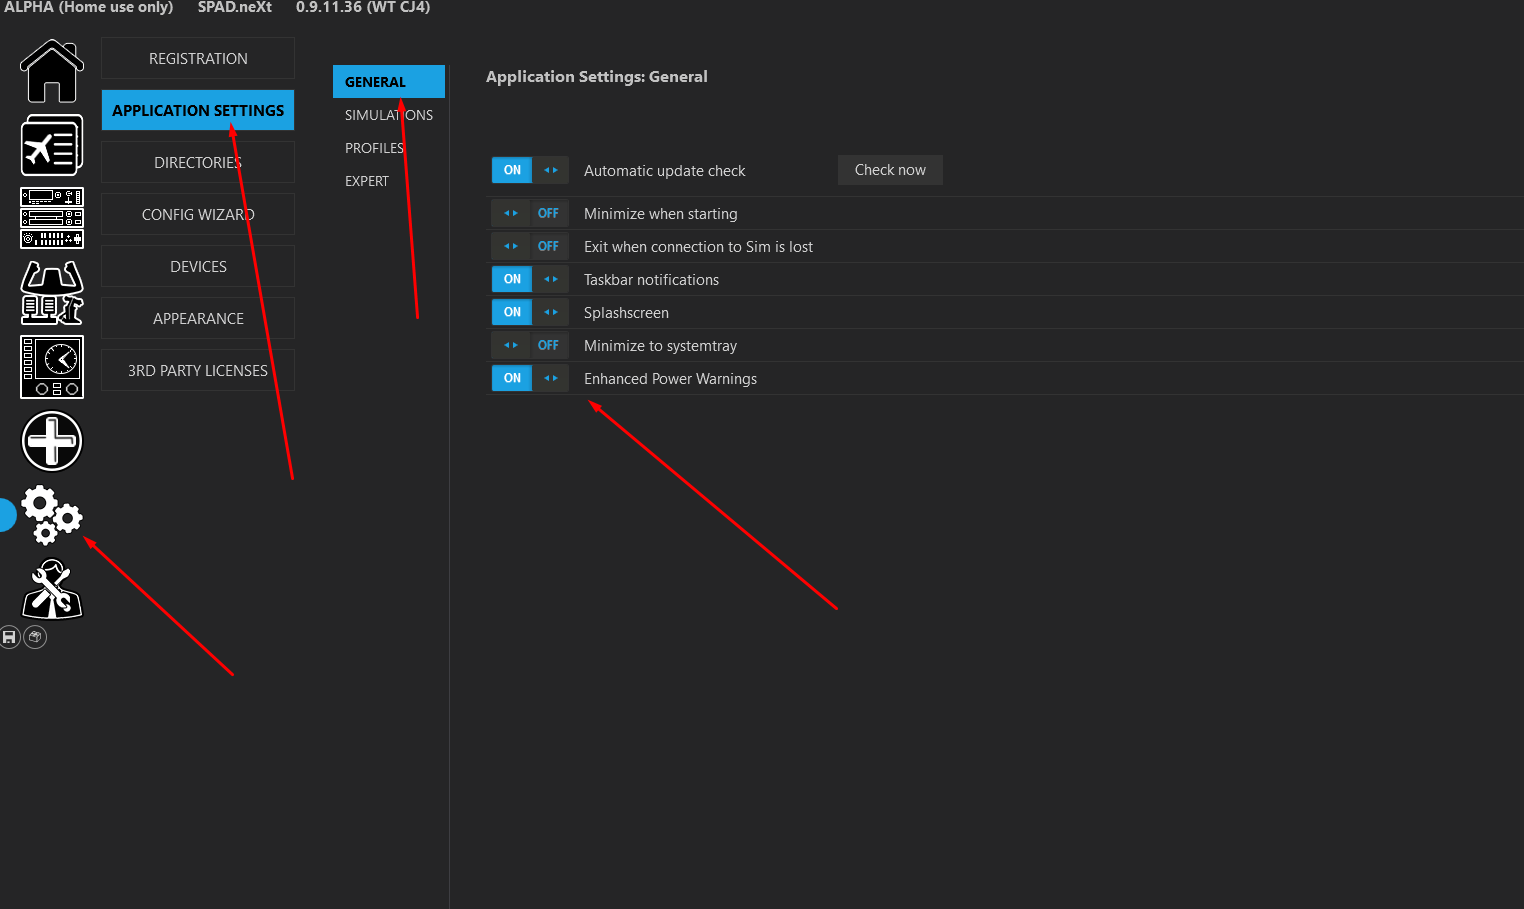 ALPHA (Home use only) SPAD.neXt 0.9.11.36 (WT CJ4)
REGISTRATION
APPLICATION SETTINGS
DIRECTORIES
CONFIG WIZARD
DEVICES
APPEARANCE
3RD PARTY LICENSES
GENERAL
SIMULATIONS
PROFILES
EXPERT
Application Settings: General
ON Automatic update check Check now
OFF Minimize when starting
OFF Exit when connection to Sim is lost
ON Taskbar notifications
ON Splashscreen
OFF Minimize to systemtray
ON Enhanced Power Warnings